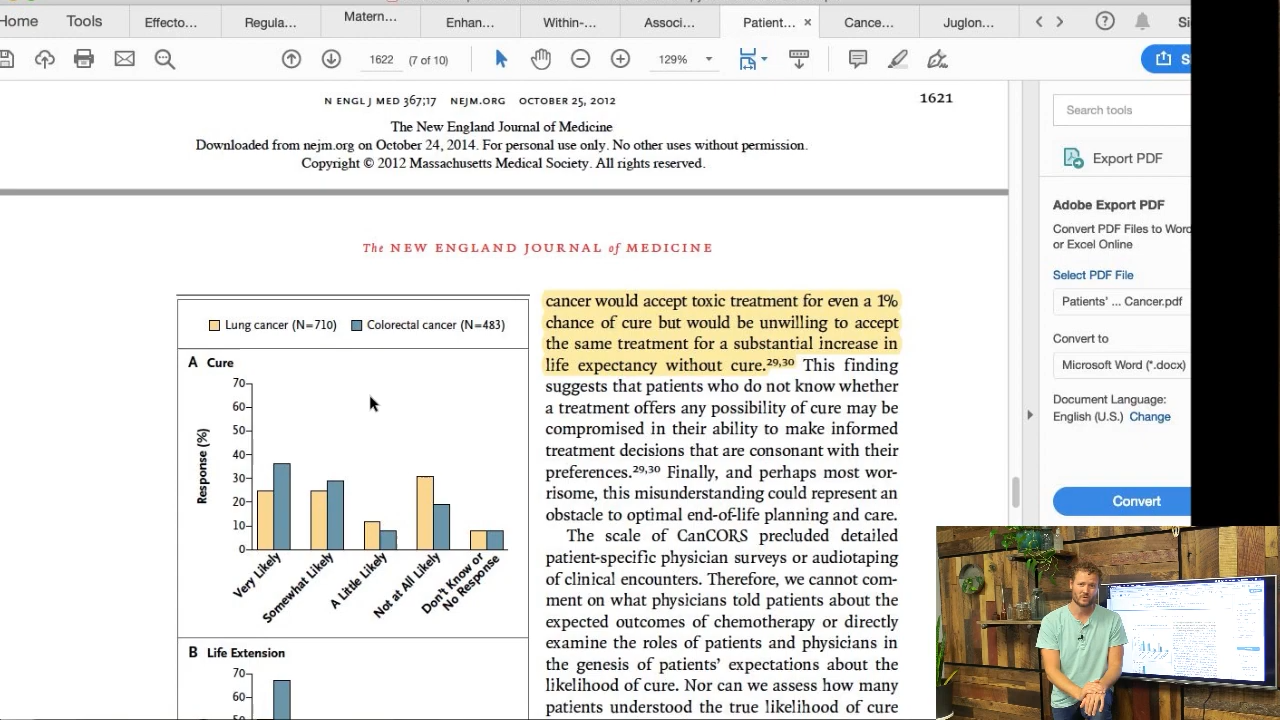 Home Tools Effecto... Regula... Matern... Enhan... Within-... Associ... Patient... × Cance... Juglon...
1622 (7 of 10) 129%
N ENGL J MED 367;17 NEJM.ORG OCTOBER 25, 2012 1621
The New England Journal of Medicine
Downloaded from nejm.org on October 24, 2014. For personal use only. No other uses without permission.
Copyright © 2012 Massachusetts Medical Society. All rights reserved.
The NEW ENGLAND JOURNAL of MEDICINE
Lung cancer (N=710) Colorectal cancer (N=483)
A Cure
Response (%)
70
60
50
40
30
20
10
0
Very Likely
Somewhat Likely
A Little Likely
Not at All Likely
Don't Know or
No Response
B Life Extension
70
60
50
cancer would accept toxic treatment for even a 1%
chance of cure but would be unwilling to accept
the same treatment for a substantial increase in
life expectancy without cure.29,30 This finding
suggests that patients who do not know whether
a treatment offers any possibility of cure may be
compromised in their ability to make informed
treatment decisions that are consonant with their
preferences.29,30 Finally, and perhaps most wor-
risome, this misunderstanding could represent an
obstacle to optimal end-of-life planning and care.
The scale of CanCORS precluded detailed
patient-specific physician surveys or audiotaping
of clinical encounters. Therefore, we cannot com-
ment on what physicians told patients about the
expected outcomes of chemotherapy or directly
examine the roles of patients and physicians in
the genesis of patients' expectations about the
likelihood of cure. Nor can we assess how many
patients understood the true likelihood of cure
Search tools
Export PDF
Adobe Export PDF
Convert PDF Files to Word
or Excel Online
Select PDF File
Patients' ... Cancer.pdf
Convert to
Microsoft Word (*.docx)
Document Language:
English (U.S.) Change
Convert